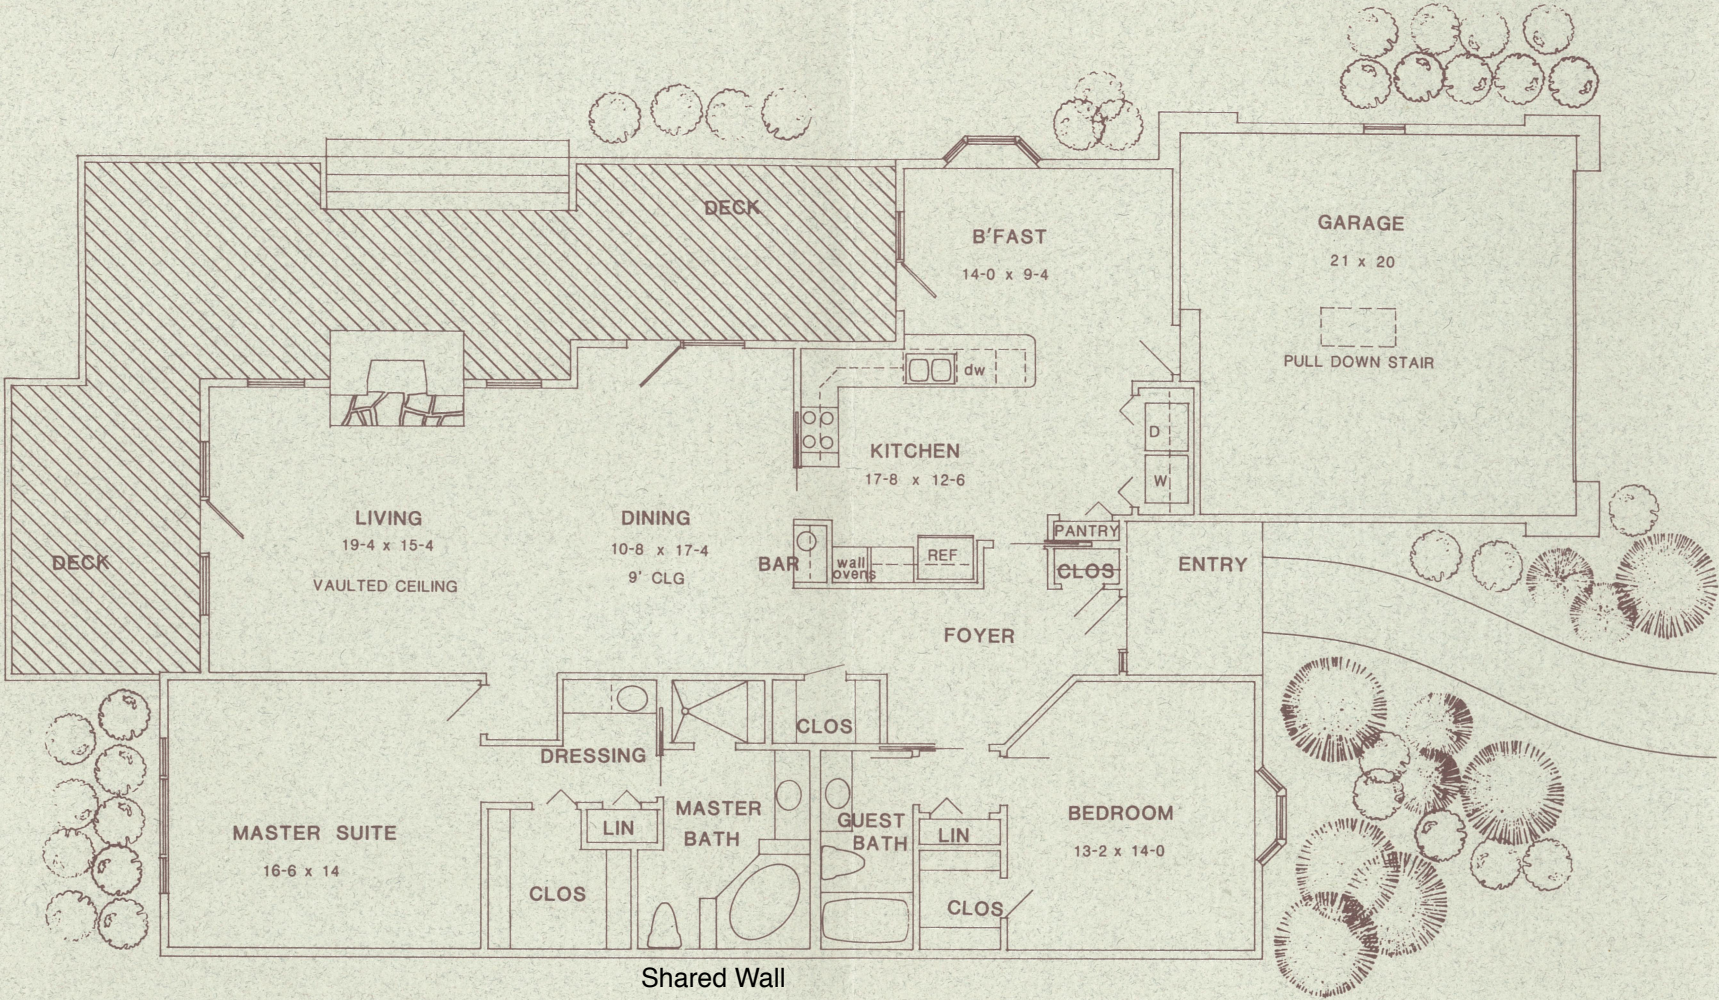 DECK
B'FAST
14-0 x 9-4
GARAGE
21 x 20
PULL DOWN STAIR
dw
D
W
KITCHEN
17-8 x 12-6
LIVING
19-4 x 15-4
VAULTED CEILING
DINING
10-8 x 17-4
9' CLG
DECK
BAR
wall
ovens
REF
PANTRY
CLOS
ENTRY
FOYER
CLOS
DRESSING
MASTER SUITE
16-6 x 14
LIN
CLOS
MASTER
BATH
GUEST
BATH
LIN
CLOS
BEDROOM
13-2 x 14-0
Shared Wall